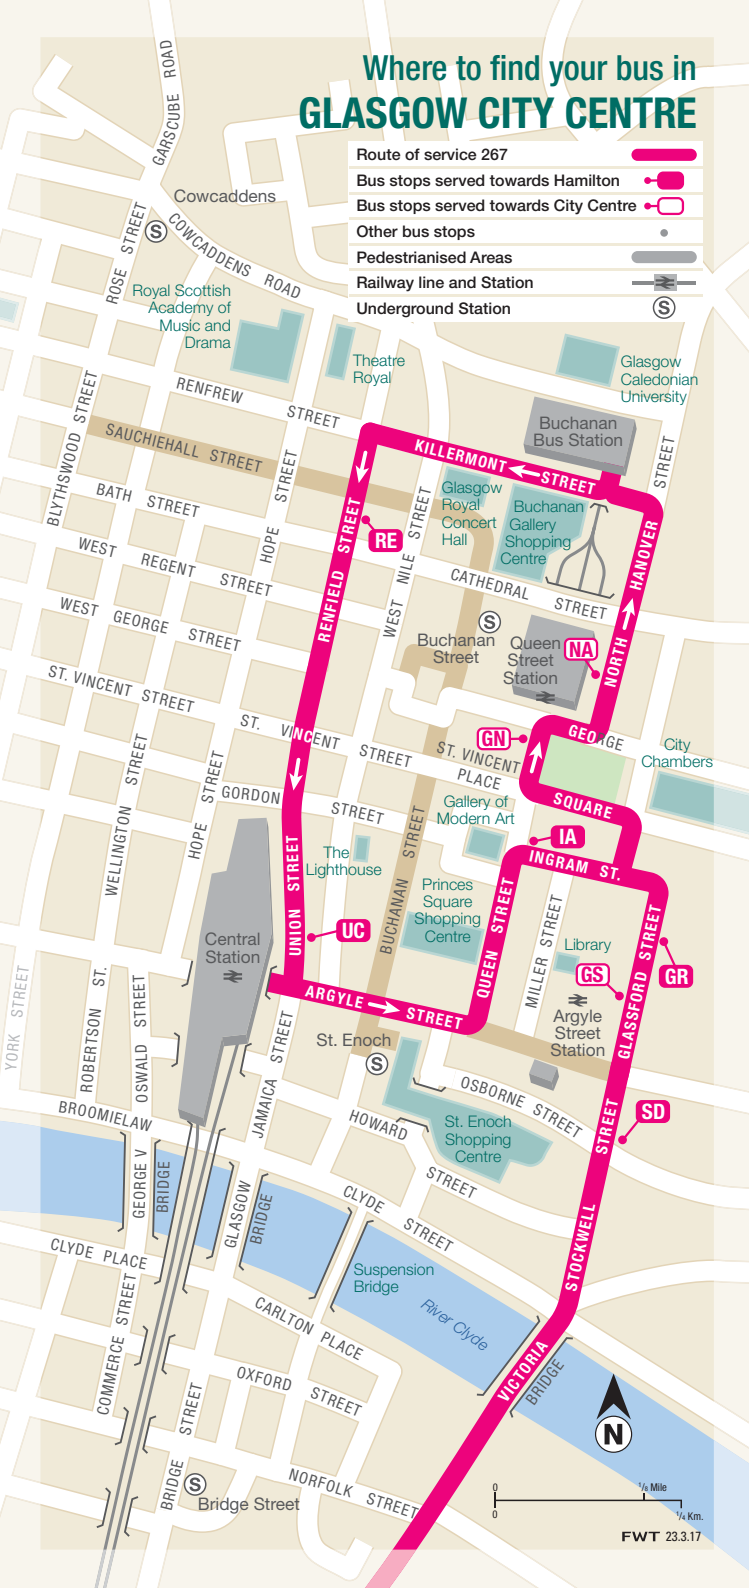 Where to find your bus in
GLASGOW CITY CENTRE
Route of service 267
Bus stops served towards Hamilton
Bus stops served towards City Centre
Other bus stops
Pedestrianised Areas
Railway line and Station
Underground Station
S
GARSCUBE ROAD
Cowcaddens
S
COWCADDENS ROAD
ROSE STREET
Royal Scottish
Academy of
Music and
Drama
Theatre
Royal
Glasgow
Caledonian
University
RENFREW STREET
Buchanan
Bus Station
SAUCHIEHALL STREET
KILLERMONT STREET
BLYTHSWOOD STREET
HOPE STREET
STREET
BATH STREET
Glasgow
Royal
Concert
Hall
Buchanan
Gallery
Shopping
Centre
RE
WEST REGENT STREET
RENFIELD STREET
WEST NILE STREET
NORTH HANOVER
CATHEDRAL STREET
WEST GEORGE STREET
S
Buchanan
Street
Queen
Street
Station
NA
ST. VINCENT STREET
ST. VINCENT STREET
GN
GEORGE
SQUARE
ST. VINCENT
PLACE
City
Chambers
WELLINGTON STREET
HOPE STREET
GORDON STREET
Gallery of
Modern Art
IA
INGRAM ST.
The
Lighthouse
UNION STREET
BUCHANAN STREET
Princes
Square
Shopping
Centre
QUEEN STREET
MILLER STREET
UC
Central
Station
Library
GS
GR
GLASSFORD STREET
YORK STREET
ROBERTSON ST.
OSWALD STREET
ARGYLE STREET
Argyle
Street
Station
St. Enoch
S
JAMAICA STREET
OSBORNE STREET
BROOMIELAW
HOWARD STREET
St. Enoch
Shopping
Centre
SD
STOCKWELL STREET
GEORGE V
BRIDGE
GLASGOW
BRIDGE
CLYDE STREET
CLYDE PLACE
Suspension
Bridge
River Clyde
CARLTON PLACE
COMMERCE STREET
OXFORD STREET
VICTORIA
BRIDGE
BRIDGE STREET
S
Bridge Street
NORFOLK STREET
N
0 1/8 Mile
0 1/4 Km.
FWT 23.3.17